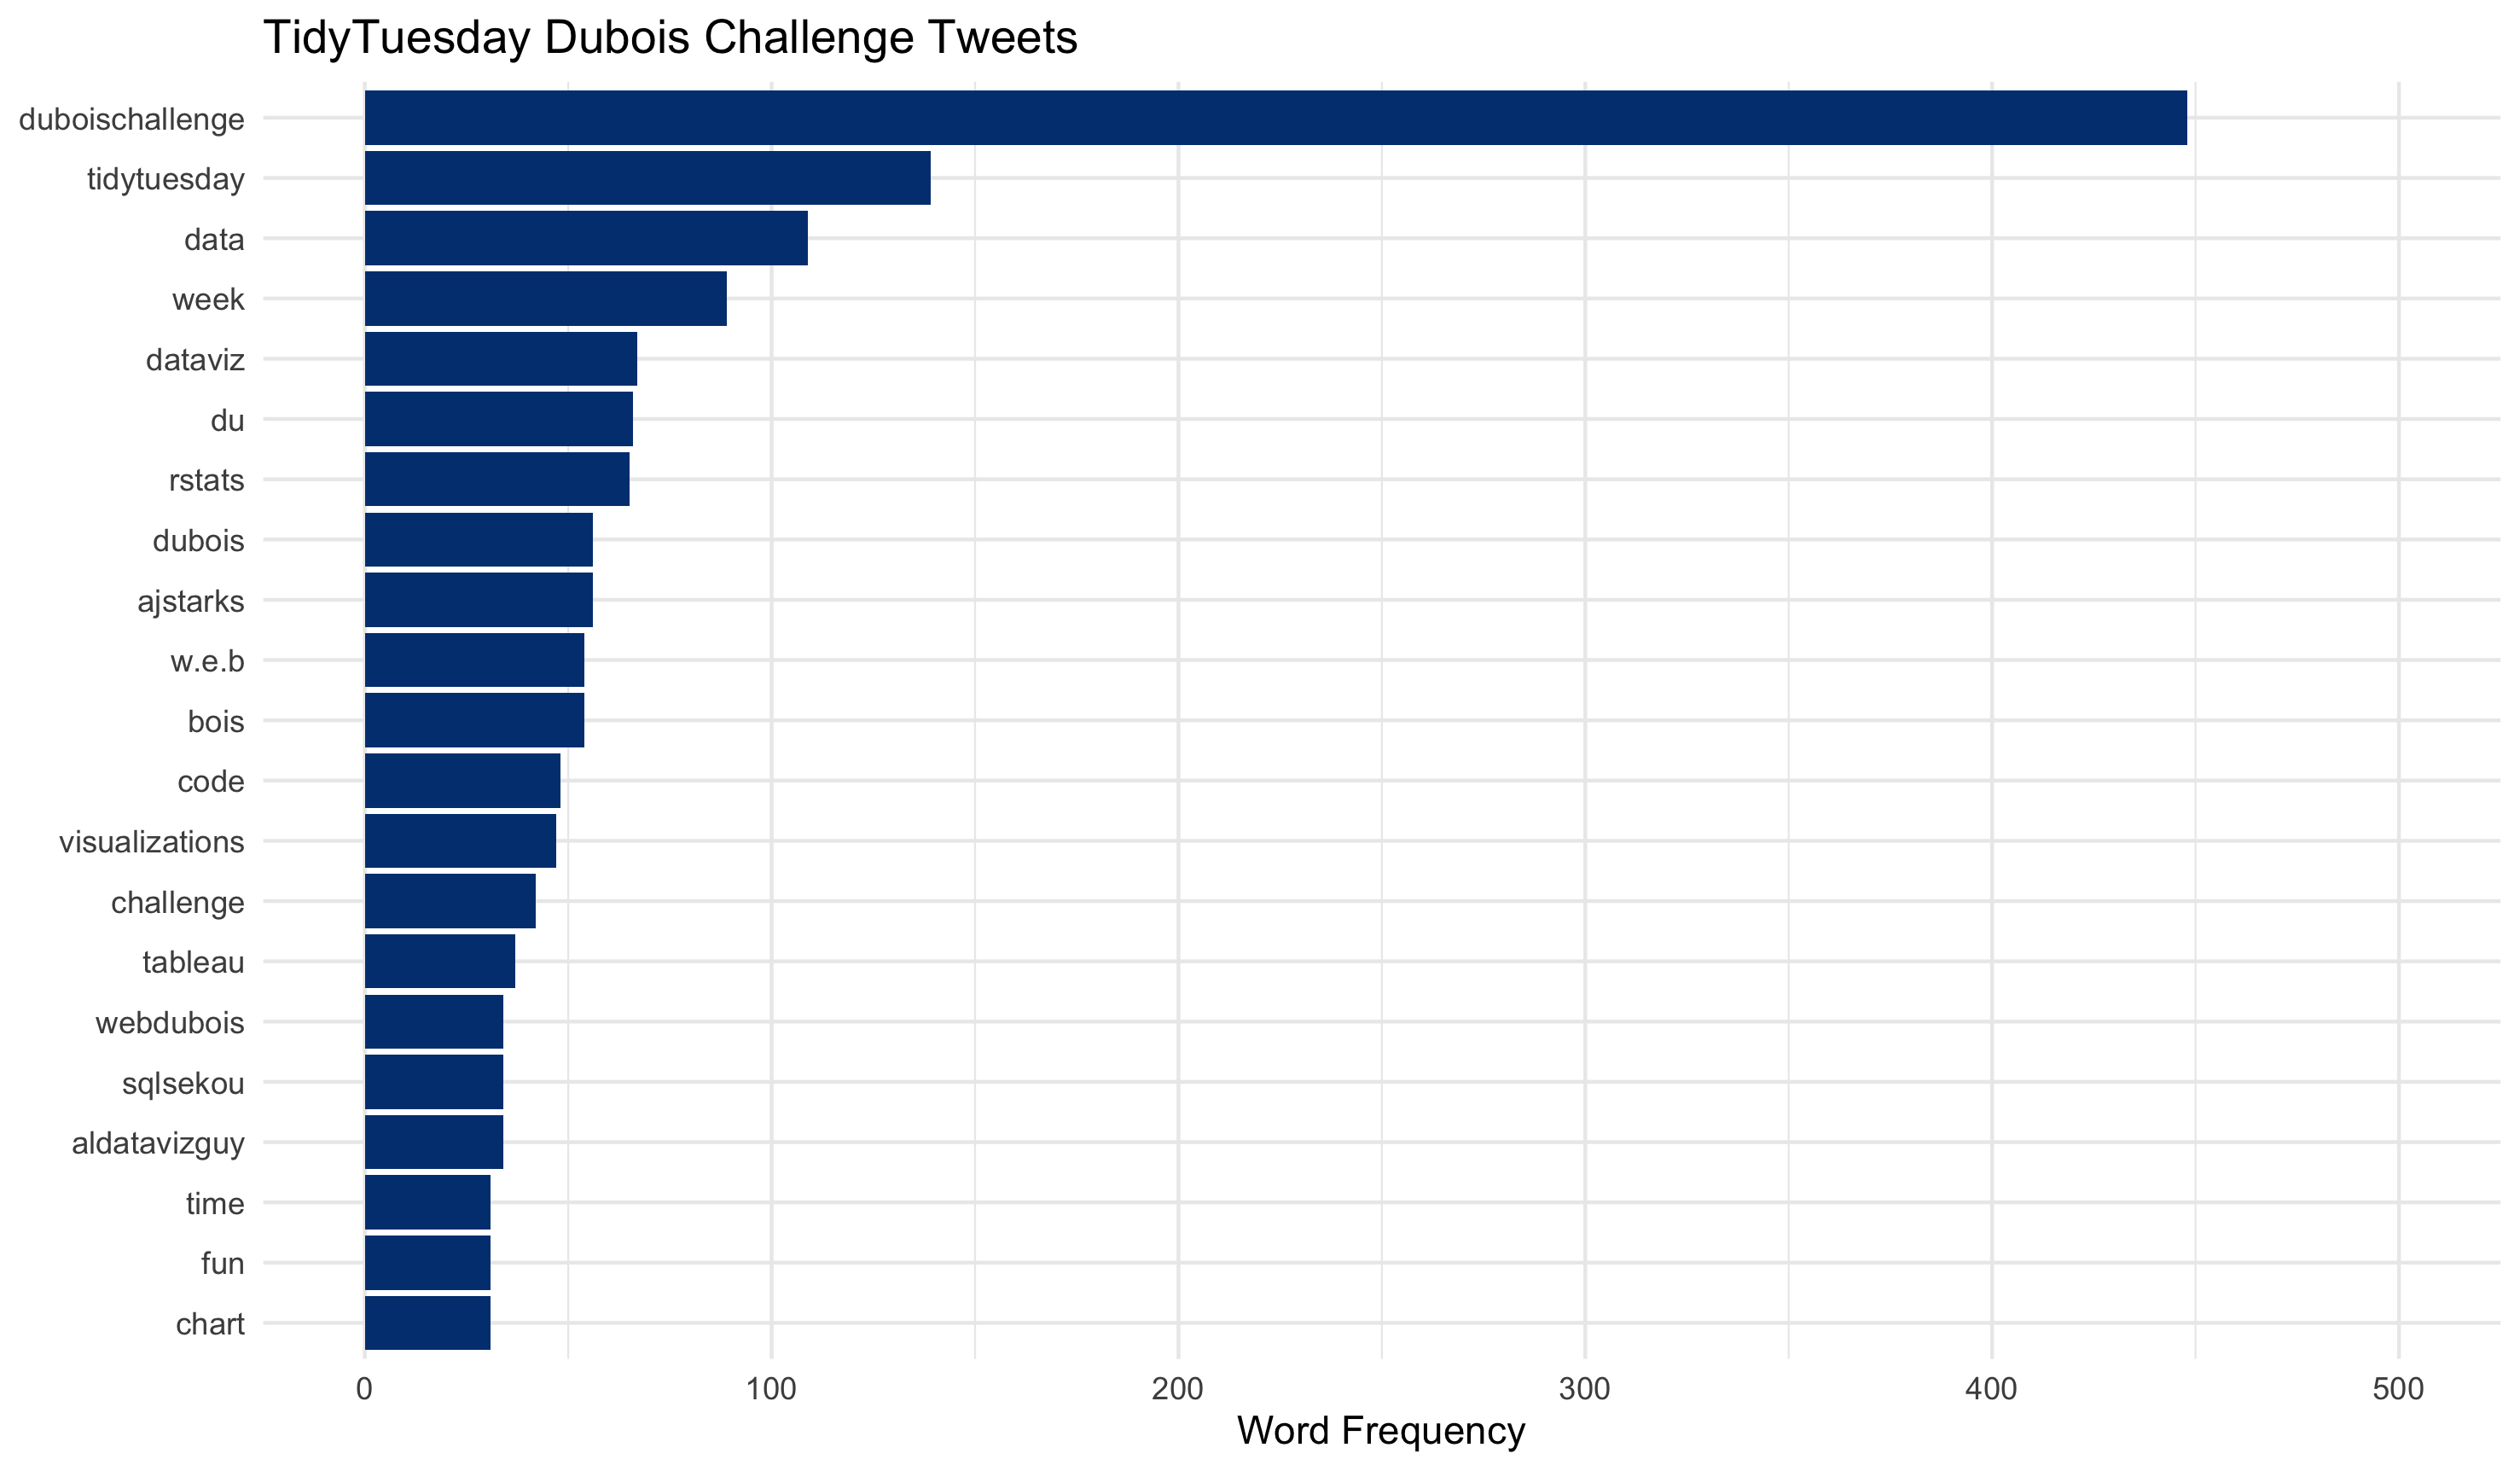 TidyTuesday Dubois Challenge Tweets
duboischallenge
tidytuesday
data
week
dataviz
du
rstats
dubois
ajstarks
w.e.b
bois
code
visualizations
challenge
tableau
webdubois
sqlsekou
aldatavizguy
time
fun
chart
0 100 200 300 400 500
Word Frequency